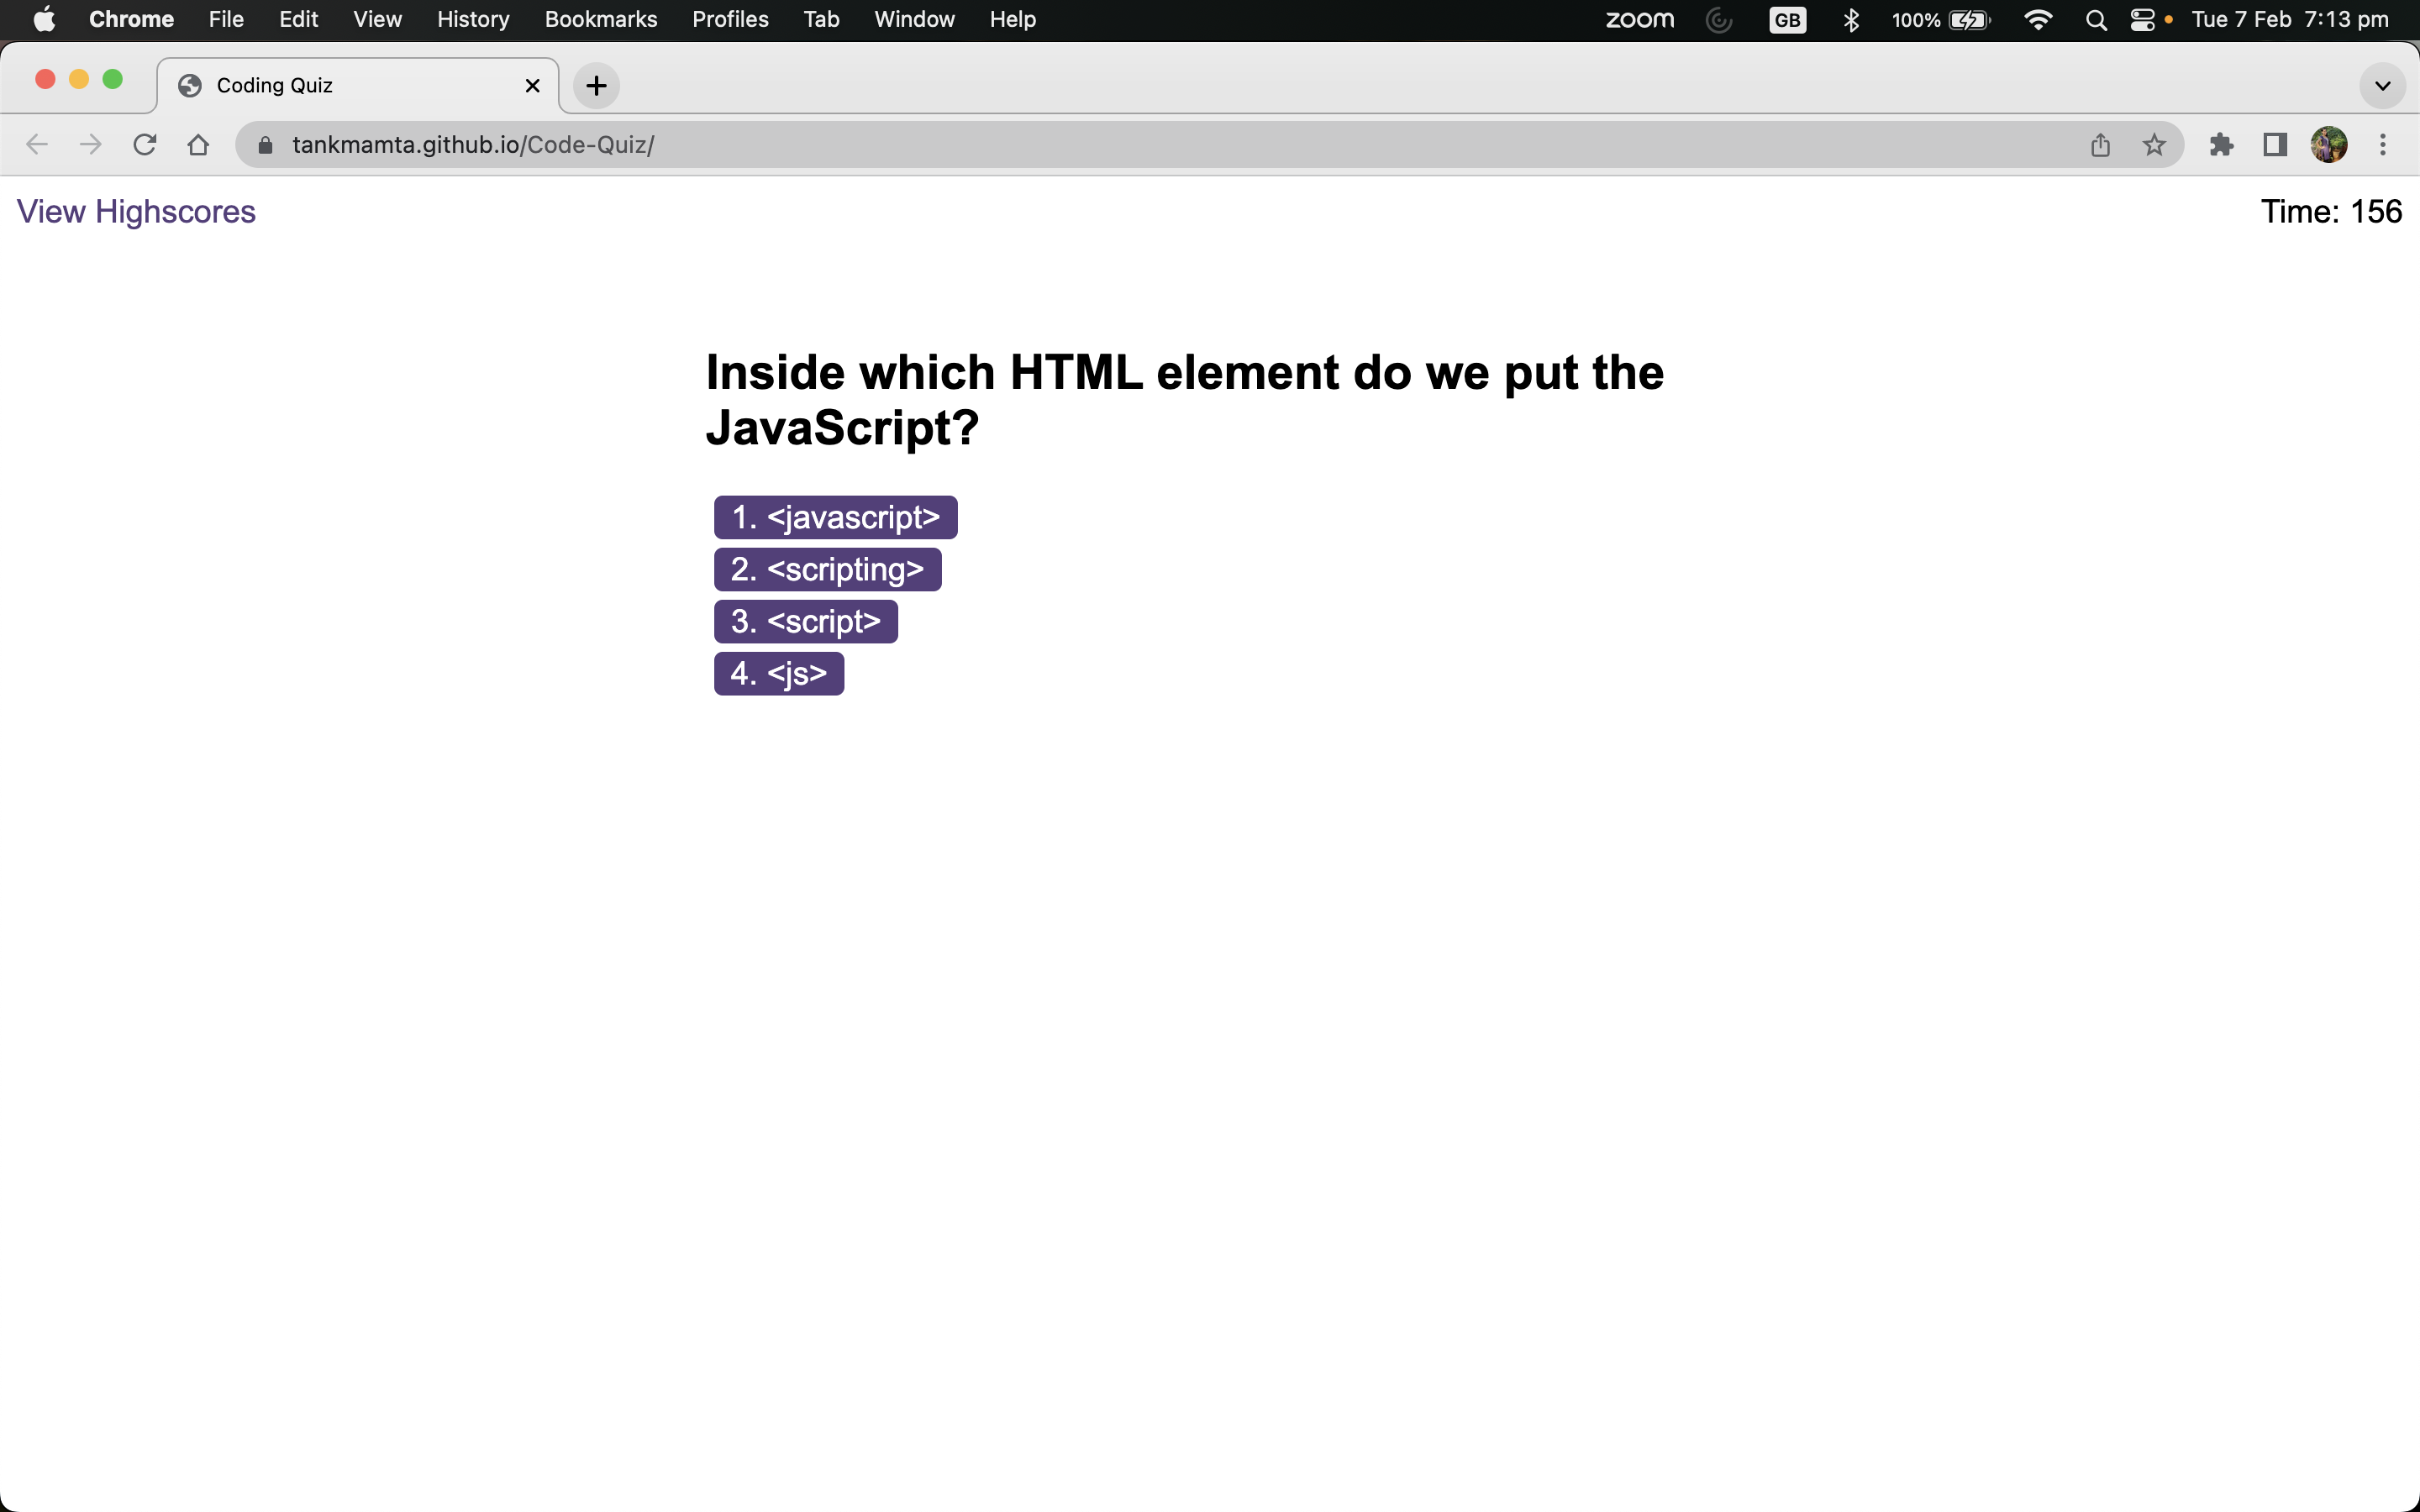 Chrome File Edit View History Bookmarks Profiles Tab Window Help zoom GB 100% Tue 7 Feb 7:13 pm
Coding Quiz
tankmamta.github.io/Code-Quiz/
View Highscores Time: 156
Inside which HTML element do we put the
JavaScript?
1. <javascript>
2. <scripting>
3. <script>
4. <js>